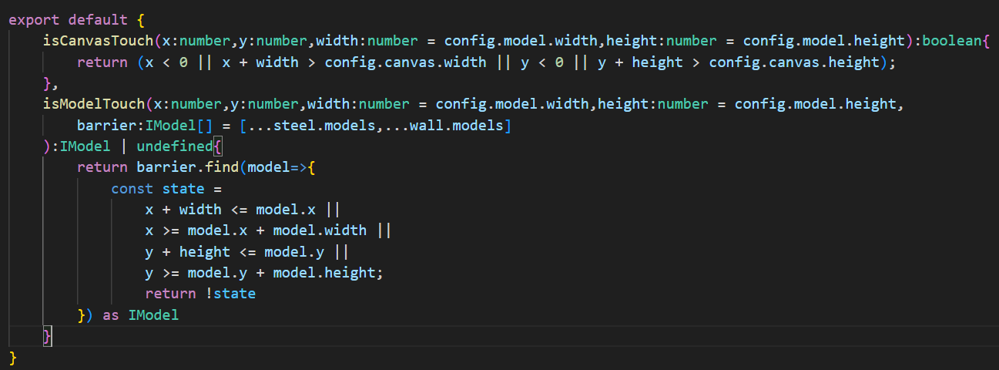 export default {
    isCanvasTouch(x:number,y:number,width:number = config.model.width,height:number = config.model.height):boolean{
        return (x < 0 || x + width > config.canvas.width || y < 0 || y + height > config.canvas.height);
    },
    isModelTouch(x:number,y:number,width:number = config.model.width,height:number = config.model.height,
        barrier:IModel[] = [...steel.models,...wall.models]
    ):IModel | undefined{
        return barrier.find(model=>{
            const state =
                x + width <= model.x ||
                x >= model.x + model.width ||
                y + height <= model.y ||
                y >= model.y + model.height;
                return !state
        }) as IModel
    }
}